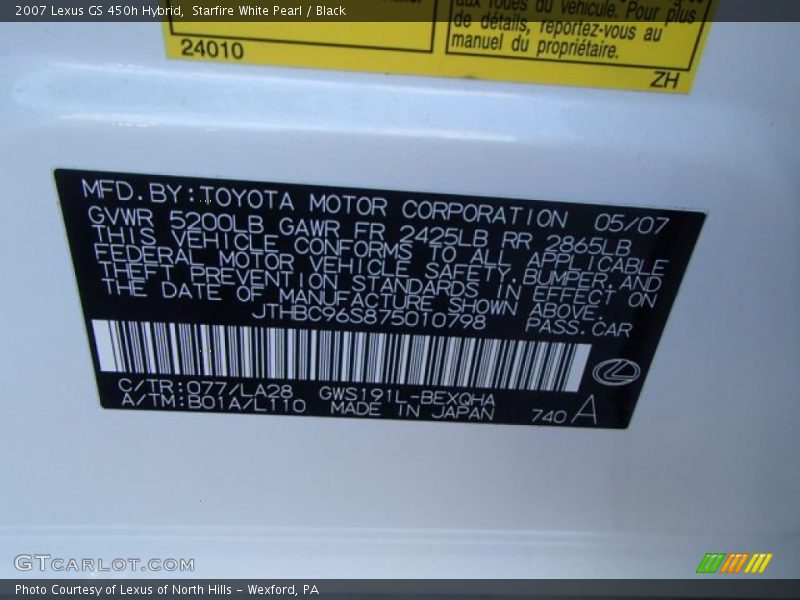 2007 Lexus GS 450h Hybrid, Starfire White Pearl / Black
aux roues du véhicule. Pour plus
de détails, reportez-vous au
manuel du propriétaire.
24010
ZH
MFD. BY: TOYOTA MOTOR CORPORATION 05/07
GVWR 5200LB GAWR FR 2425LB RR 2865LB
THIS VEHICLE CONFORMS TO ALL APPLICABLE
FEDERAL MOTOR VEHICLE SAFETY, BUMPER, AND
THEFT PREVENTION STANDARDS IN EFFECT ON
THE DATE OF MANUFACTURE SHOWN ABOVE.
JTHBC96S875010798 PASS. CAR
C/TR: 077/LA28 GWS191L-BEXQHA
A/TM: B01A/L110 MADE IN JAPAN 740 A
GTCARLOT.COM
Photo Courtesy of Lexus of North Hills - Wexford, PA